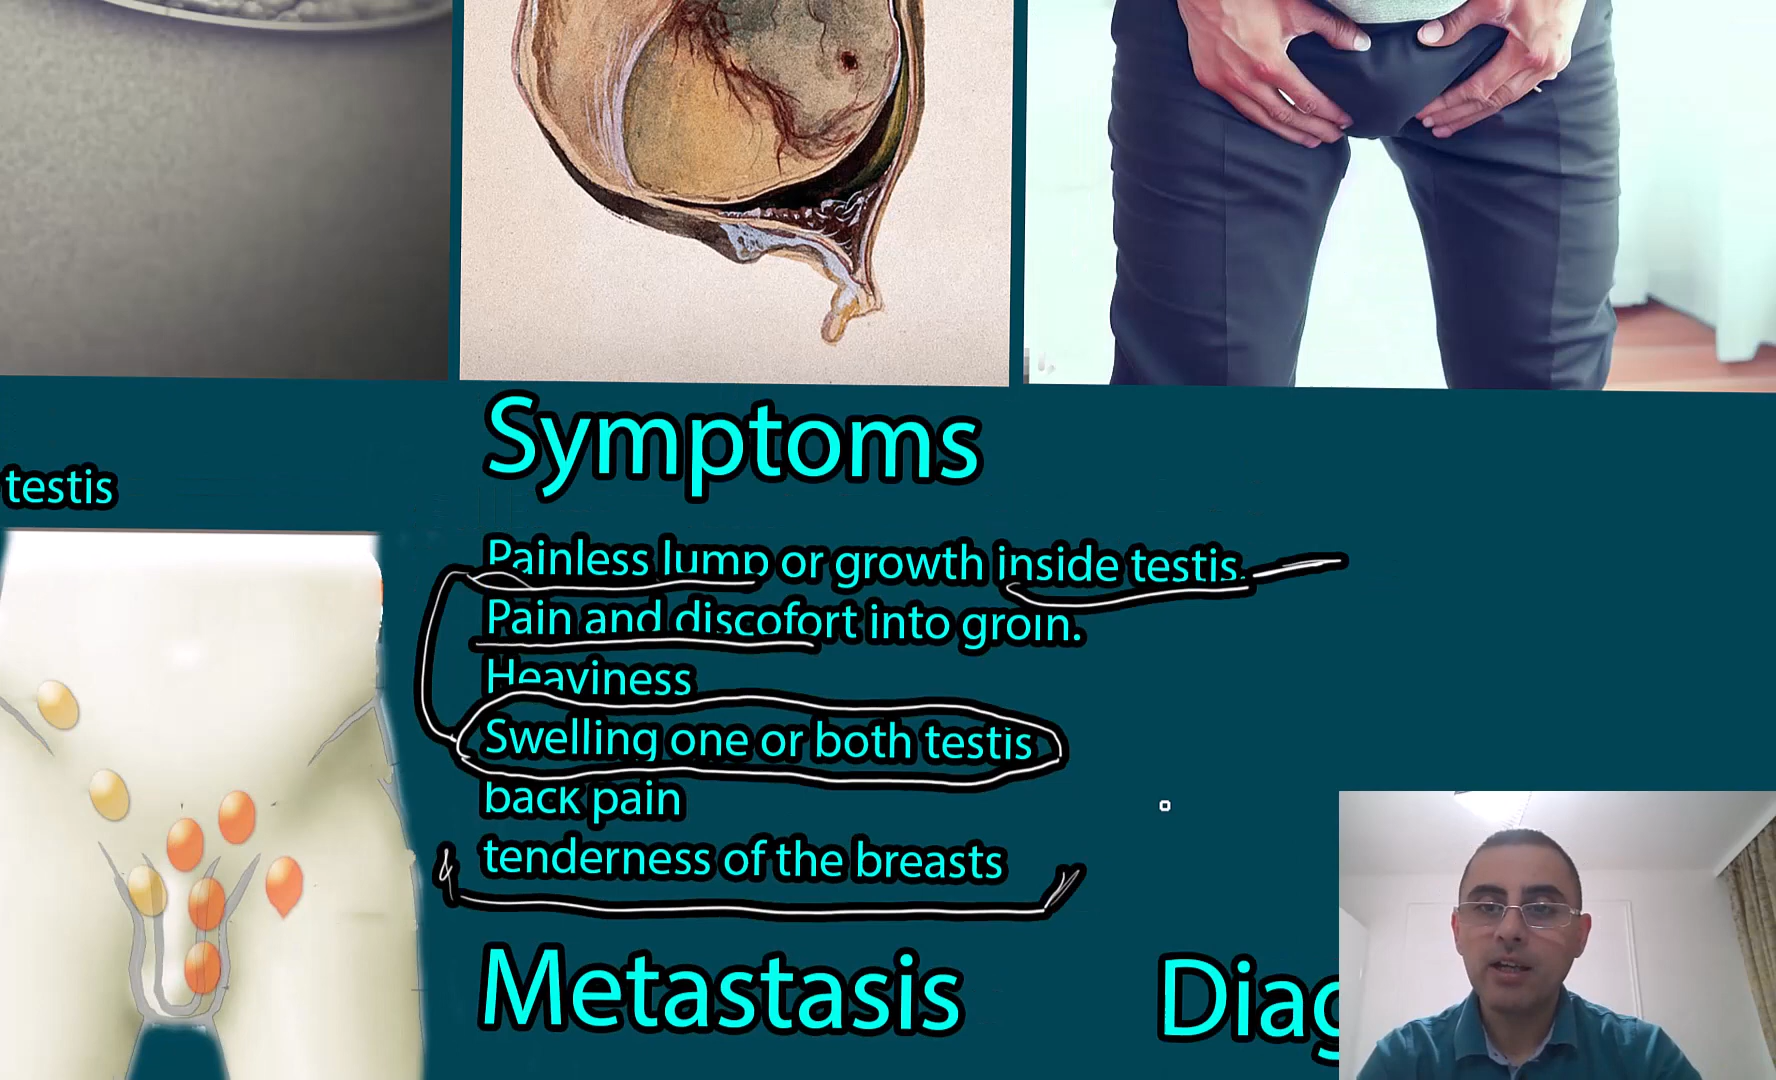 testis
Symptoms
Painless lump or growth inside testis.
Pain and discofort into groin.
Heaviness
Swelling one or both testis
back pain
tenderness of the breasts
Metastasis
Diag